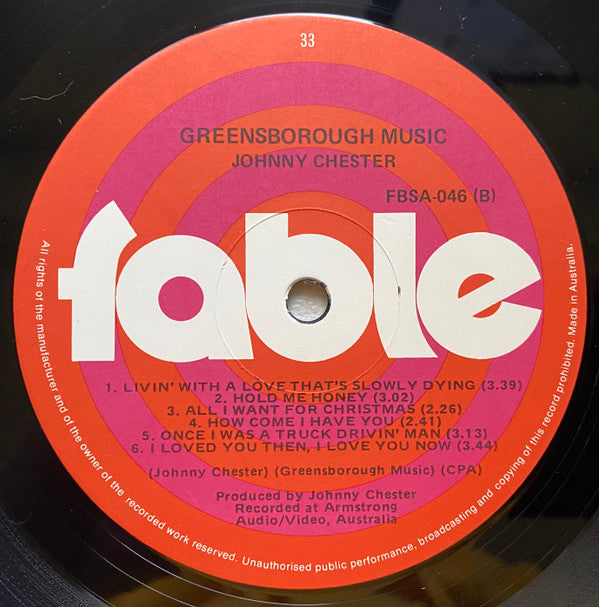 33
GREENSBOROUGH MUSIC
JOHNNY CHESTER
FBSA-046 (B)
fable
1. LIVIN' WITH A LOVE THAT'S SLOWLY DYING (3.39)
2. HOLD ME HONEY (3.02)
3. ALL I WANT FOR CHRISTMAS (2.26)
4. HOW COME I HAVE YOU (2.41)
5. ONCE I WAS A TRUCK DRIVIN' MAN (3.13)
6. I LOVED YOU THEN, I LOVE YOU NOW (3.44)
(Johnny Chester) (Greensborough Music) (CPA)
Produced by Johnny Chester
Recorded at Armstrong
Audio/Video, Australia
All rights of the manufacturer and of the owner of the recorded work reserved. Unauthorised public performance, broadcasting and copying of this record prohibited. Made in Australia.